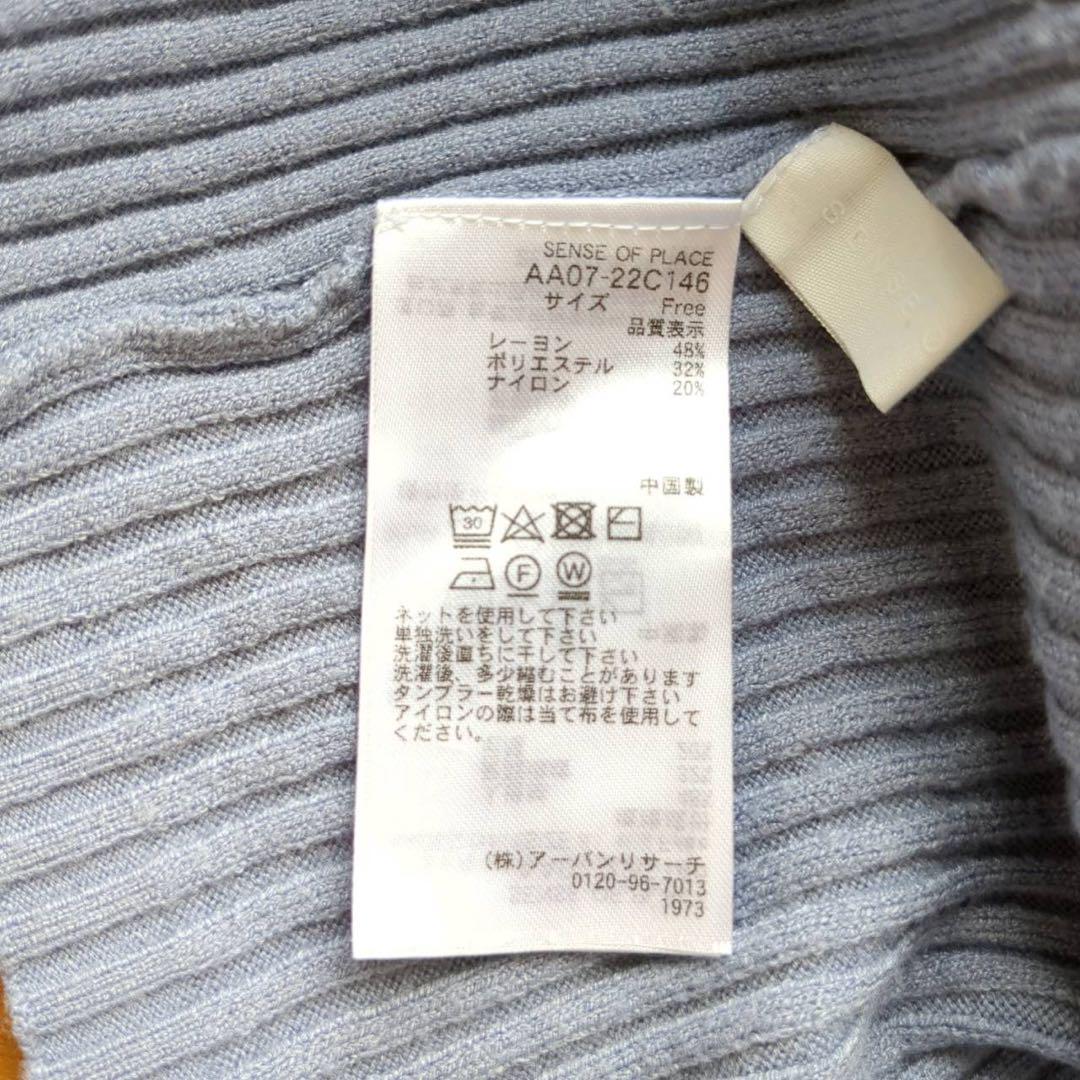 SENSE OF PLACE
AA07-22C146
サイズ Free
品質表示
レーヨン 48%
ポリエステル 32%
ナイロン 20%
中国製
30
F W
ネットを使用して下さい
単独洗いをして下さい
洗濯後直ちに干して下さい
洗濯後、多少縮むことがあります
タンブラー乾燥はお避け下さい
アイロンの際は当て布を使用して
ください。
(株)アーバンリサーチ
0120-96-7013
1973
SENSE